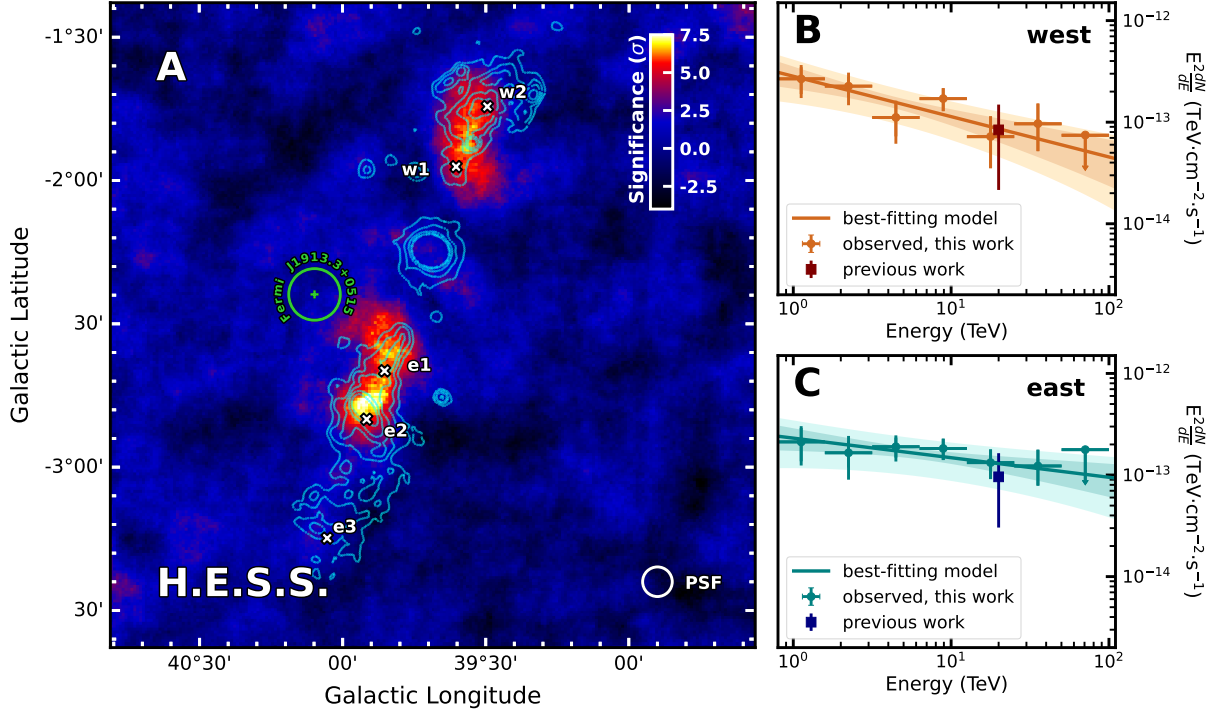 A
-1°30'
-2°00'
30'
-3°00'
30'
Galactic Latitude
40°30'
00'
39°30'
00'
Galactic Longitude
Significance (σ)
7.5
5.0
2.5
0.0
-2.5
w2
w1
Fermi J1913.3+0515
e1
e2
e3
H.E.S.S.
PSF
B
west
10⁻¹²
10⁻¹³
10⁻¹⁴
E² dN/dE (TeV·cm⁻²·s⁻¹)
best-fitting model
observed, this work
previous work
10⁰
10¹
10²
Energy (TeV)
C
east
10⁻¹²
10⁻¹³
10⁻¹⁴
E² dN/dE (TeV·cm⁻²·s⁻¹)
best-fitting model
observed, this work
previous work
10⁰
10¹
10²
Energy (TeV)